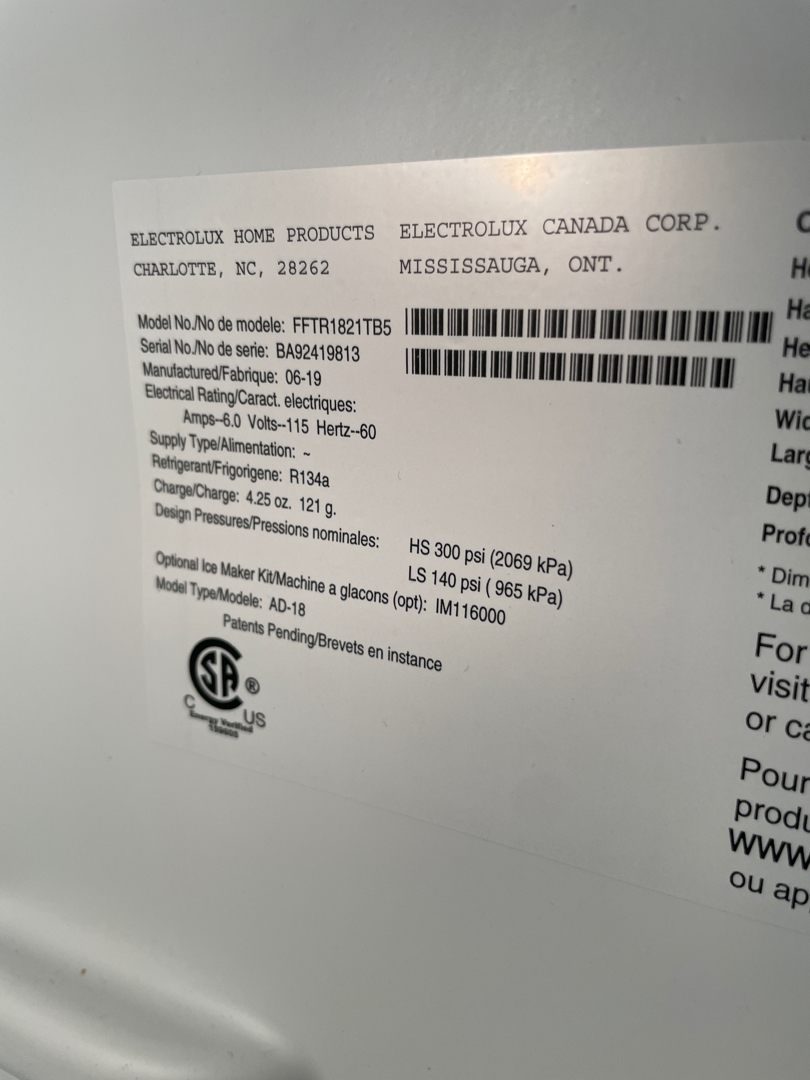 ELECTROLUX HOME PRODUCTS ELECTROLUX CANADA CORP.
CHARLOTTE, NC, 28262 MISSISSAUGA, ONT.
Model No./No de modele: FFTR1821TB5
Serial No./No de serie: BA92419813
Manufactured/Fabrique: 06-19
Electrical Rating/Caract. electriques:
Amps--6.0 Volts--115 Hertz--60
Supply Type/Alimentation: ~
Refrigerant/Frigorigene: R134a
Charge/Charge: 4.25 oz. 121 g.
Design Pressures/Pressions nominales: HS 300 psi (2069 kPa)
LS 140 psi ( 965 kPa)
Optional Ice Maker Kit/Machine a glacons (opt): IM116000
Model Type/Modele: AD-18
Patents Pending/Brevets en instance
SA ®
C US
Energy Verified
* Dim
* La d
For
visit
or ca
Pour
produ
WWW
ou ap